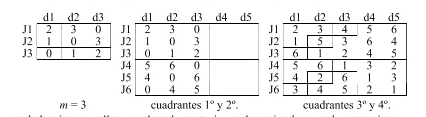 d1 d2 d3
J1 2 3 0
J2 1 0 3
J3 0 1 2
m = 3
d1 d2 d3 d4 d5
J1 2 3 0
J2 1 0 3
J3 0 1 2
J4 5 6 0
J5 4 0 6
J6 0 4 5
cuadrantes 1º y 2º.
d1 d2 d3 d4 d5
J1 2 3 4 5 6
J2 1 5 3 6 4
J3 6 1 2 4 5
J4 5 6 1 3 2
J5 4 2 6 1 3
J6 3 4 5 2 1
cuadrantes 3º y 4º.